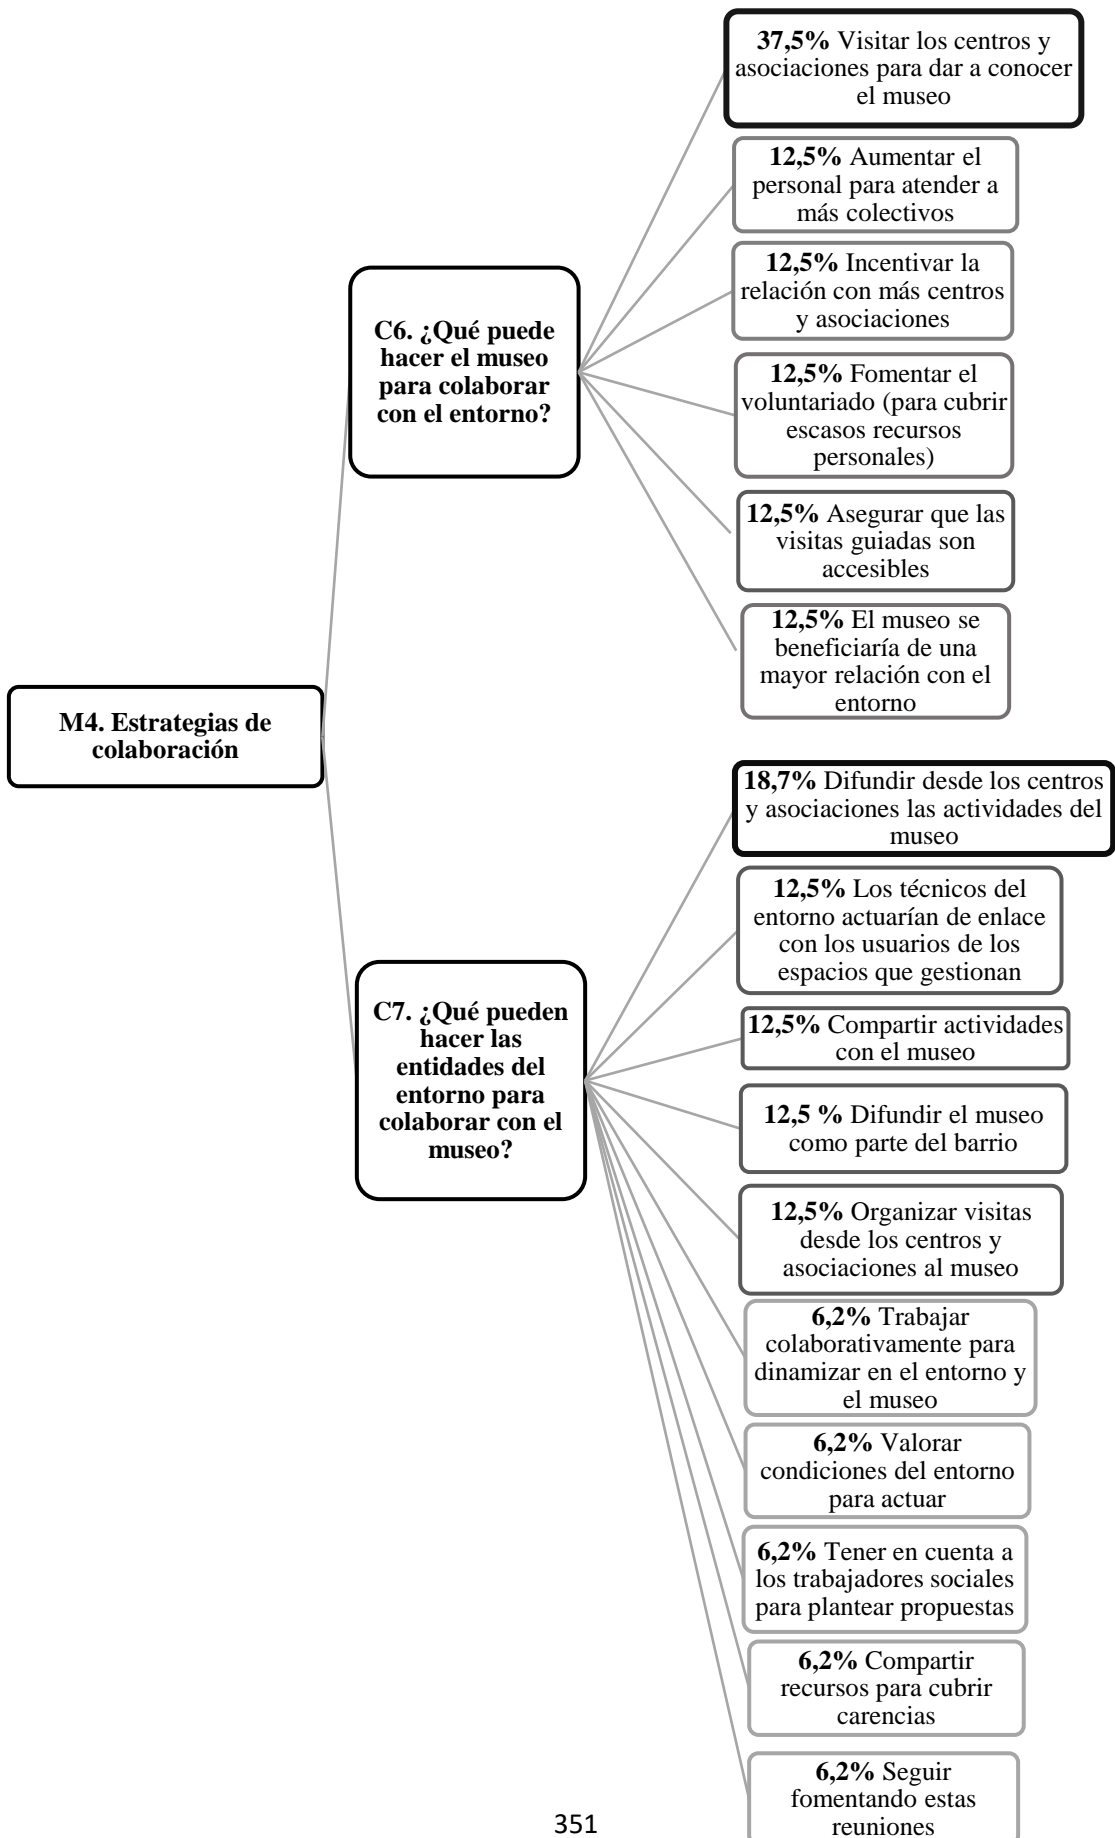 M4. Estrategias de
colaboración
C6. ¿Qué puede
hacer el museo
para colaborar
con el entorno?
37,5% Visitar los centros y
asociaciones para dar a conocer
el museo
12,5% Aumentar el
personal para atender a
más colectivos
12,5% Incentivar la
relación con más centros
y asociaciones
12,5% Fomentar el
voluntariado (para cubrir
escasos recursos
personales)
12,5% Asegurar que las
visitas guiadas son
accesibles
12,5% El museo se
beneficiaría de una
mayor relación con el
entorno
C7. ¿Qué pueden
hacer las
entidades del
entorno para
colaborar con el
museo?
18,7% Difundir desde los centros
y asociaciones las actividades del
museo
12,5% Los técnicos del
entorno actuarían de enlace
con los usuarios de los
espacios que gestionan
12,5% Compartir actividades
con el museo
12,5 % Difundir el museo
como parte del barrio
12,5% Organizar visitas
desde los centros y
asociaciones al museo
6,2% Trabajar
colaborativamente para
dinamizar en el entorno y
el museo
6,2% Valorar
condiciones del entorno
para actuar
6,2% Tener en cuenta a
los trabajadores sociales
para plantear propuestas
6,2% Compartir
recursos para cubrir
carencias
6,2% Seguir
fomentando estas
reuniones
351